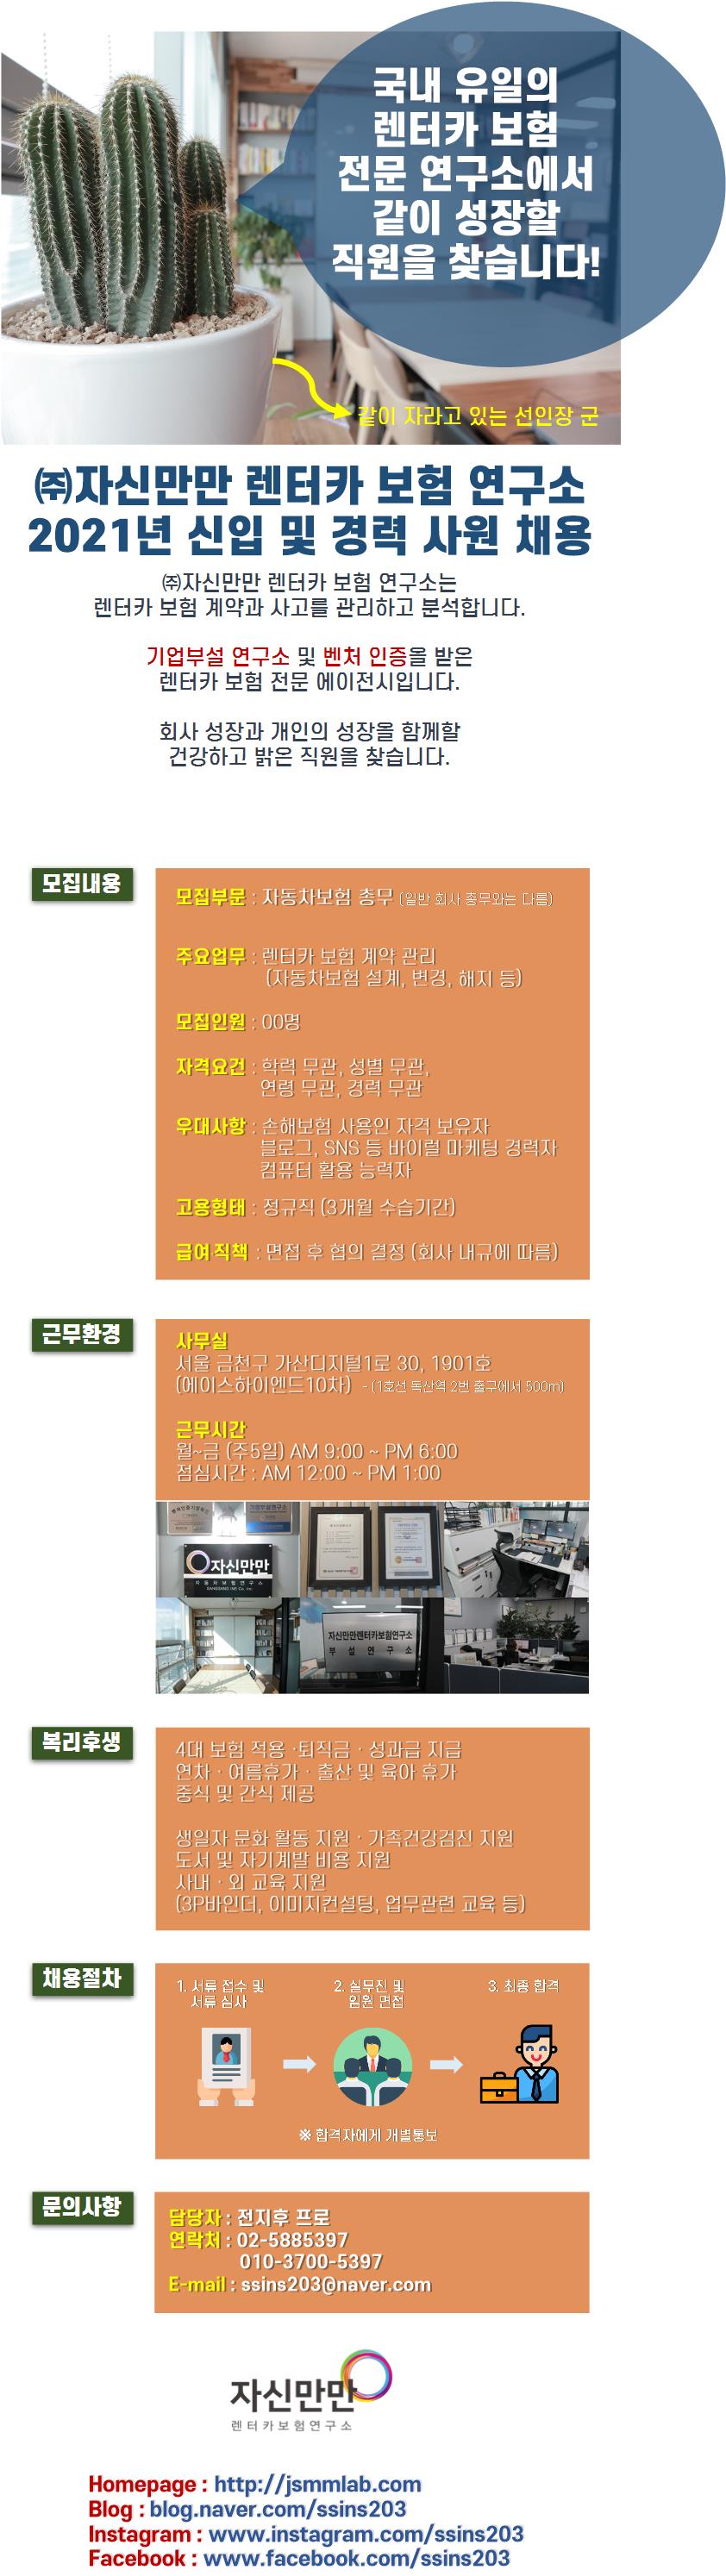 국내 유일의
렌터카 보험
전문 연구소에서
같이 성장할
직원을 찾습니다!
같이 자라고 있는 선인장 군
㈜자신만만 렌터카 보험 연구소
2021년 신입 및 경력 사원 채용
㈜자신만만 렌터카 보험 연구소는
렌터카 보험 계약과 사고를 관리하고 분석합니다.
기업부설 연구소 및 벤처 인증을 받은
렌터카 보험 전문 에이전시입니다.
회사 성장과 개인의 성장을 함께할
건강하고 밝은 직원을 찾습니다.
모집내용
모집부문 : 자동차보험 총무 (일반 회사 총무와는 다름)
주요업무 : 렌터카 보험 계약 관리
(자동차보험 설계, 변경, 해지 등)
모집인원 : 00명
자격요건 : 학력 무관, 성별 무관,
연령 무관, 경력 무관
우대사항 : 손해보험 사용인 자격 보유자
블로그, SNS 등 바이럴 마케팅 경력자
컴퓨터 활용 능력자
고용형태 : 정규직 (3개월 수습기간)
급여·직책 : 면접 후 협의 결정 (회사 내규에 따름)
근무환경
사무실
서울 금천구 가산디지털1로 30, 1901호
(에이스하이엔드10차) - (1호선 독산역 2번 출구에서 500m)
근무시간
월~금 (주5일) AM 9:00 ~ PM 6:00
점심시간 : AM 12:00 ~ PM 1:00
기업부설연구소
자신만만
자동차보험연구소
자신만만렌터카보험연구소
부 설 연 구 소
복리후생
4대 보험 적용 ·퇴직금 · 성과급 지급
연차 · 여름휴가 · 출산 및 육아 휴가
중식 및 간식 제공
생일자 문화 활동 지원 · 가족건강검진 지원
도서 및 자기계발 비용 지원
사내 · 외 교육 지원
(3P바인더, 이미지컨설팅, 업무관련 교육 등)
채용절차
1. 서류 접수 및
서류 심사
2. 실무진 및
임원 면접
3. 최종 합격
※ 합격자에게 개별통보
문의사항
담당자 : 전지후 프로
연락처 : 02-5885397
010-3700-5397
E-mail : ssins203@naver.com
자신만만
렌터카보험연구소
Homepage : http://jsmmlab.com
Blog : blog.naver.com/ssins203
Instagram : www.instagram.com/ssins203
Facebook : www.facebook.com/ssins203